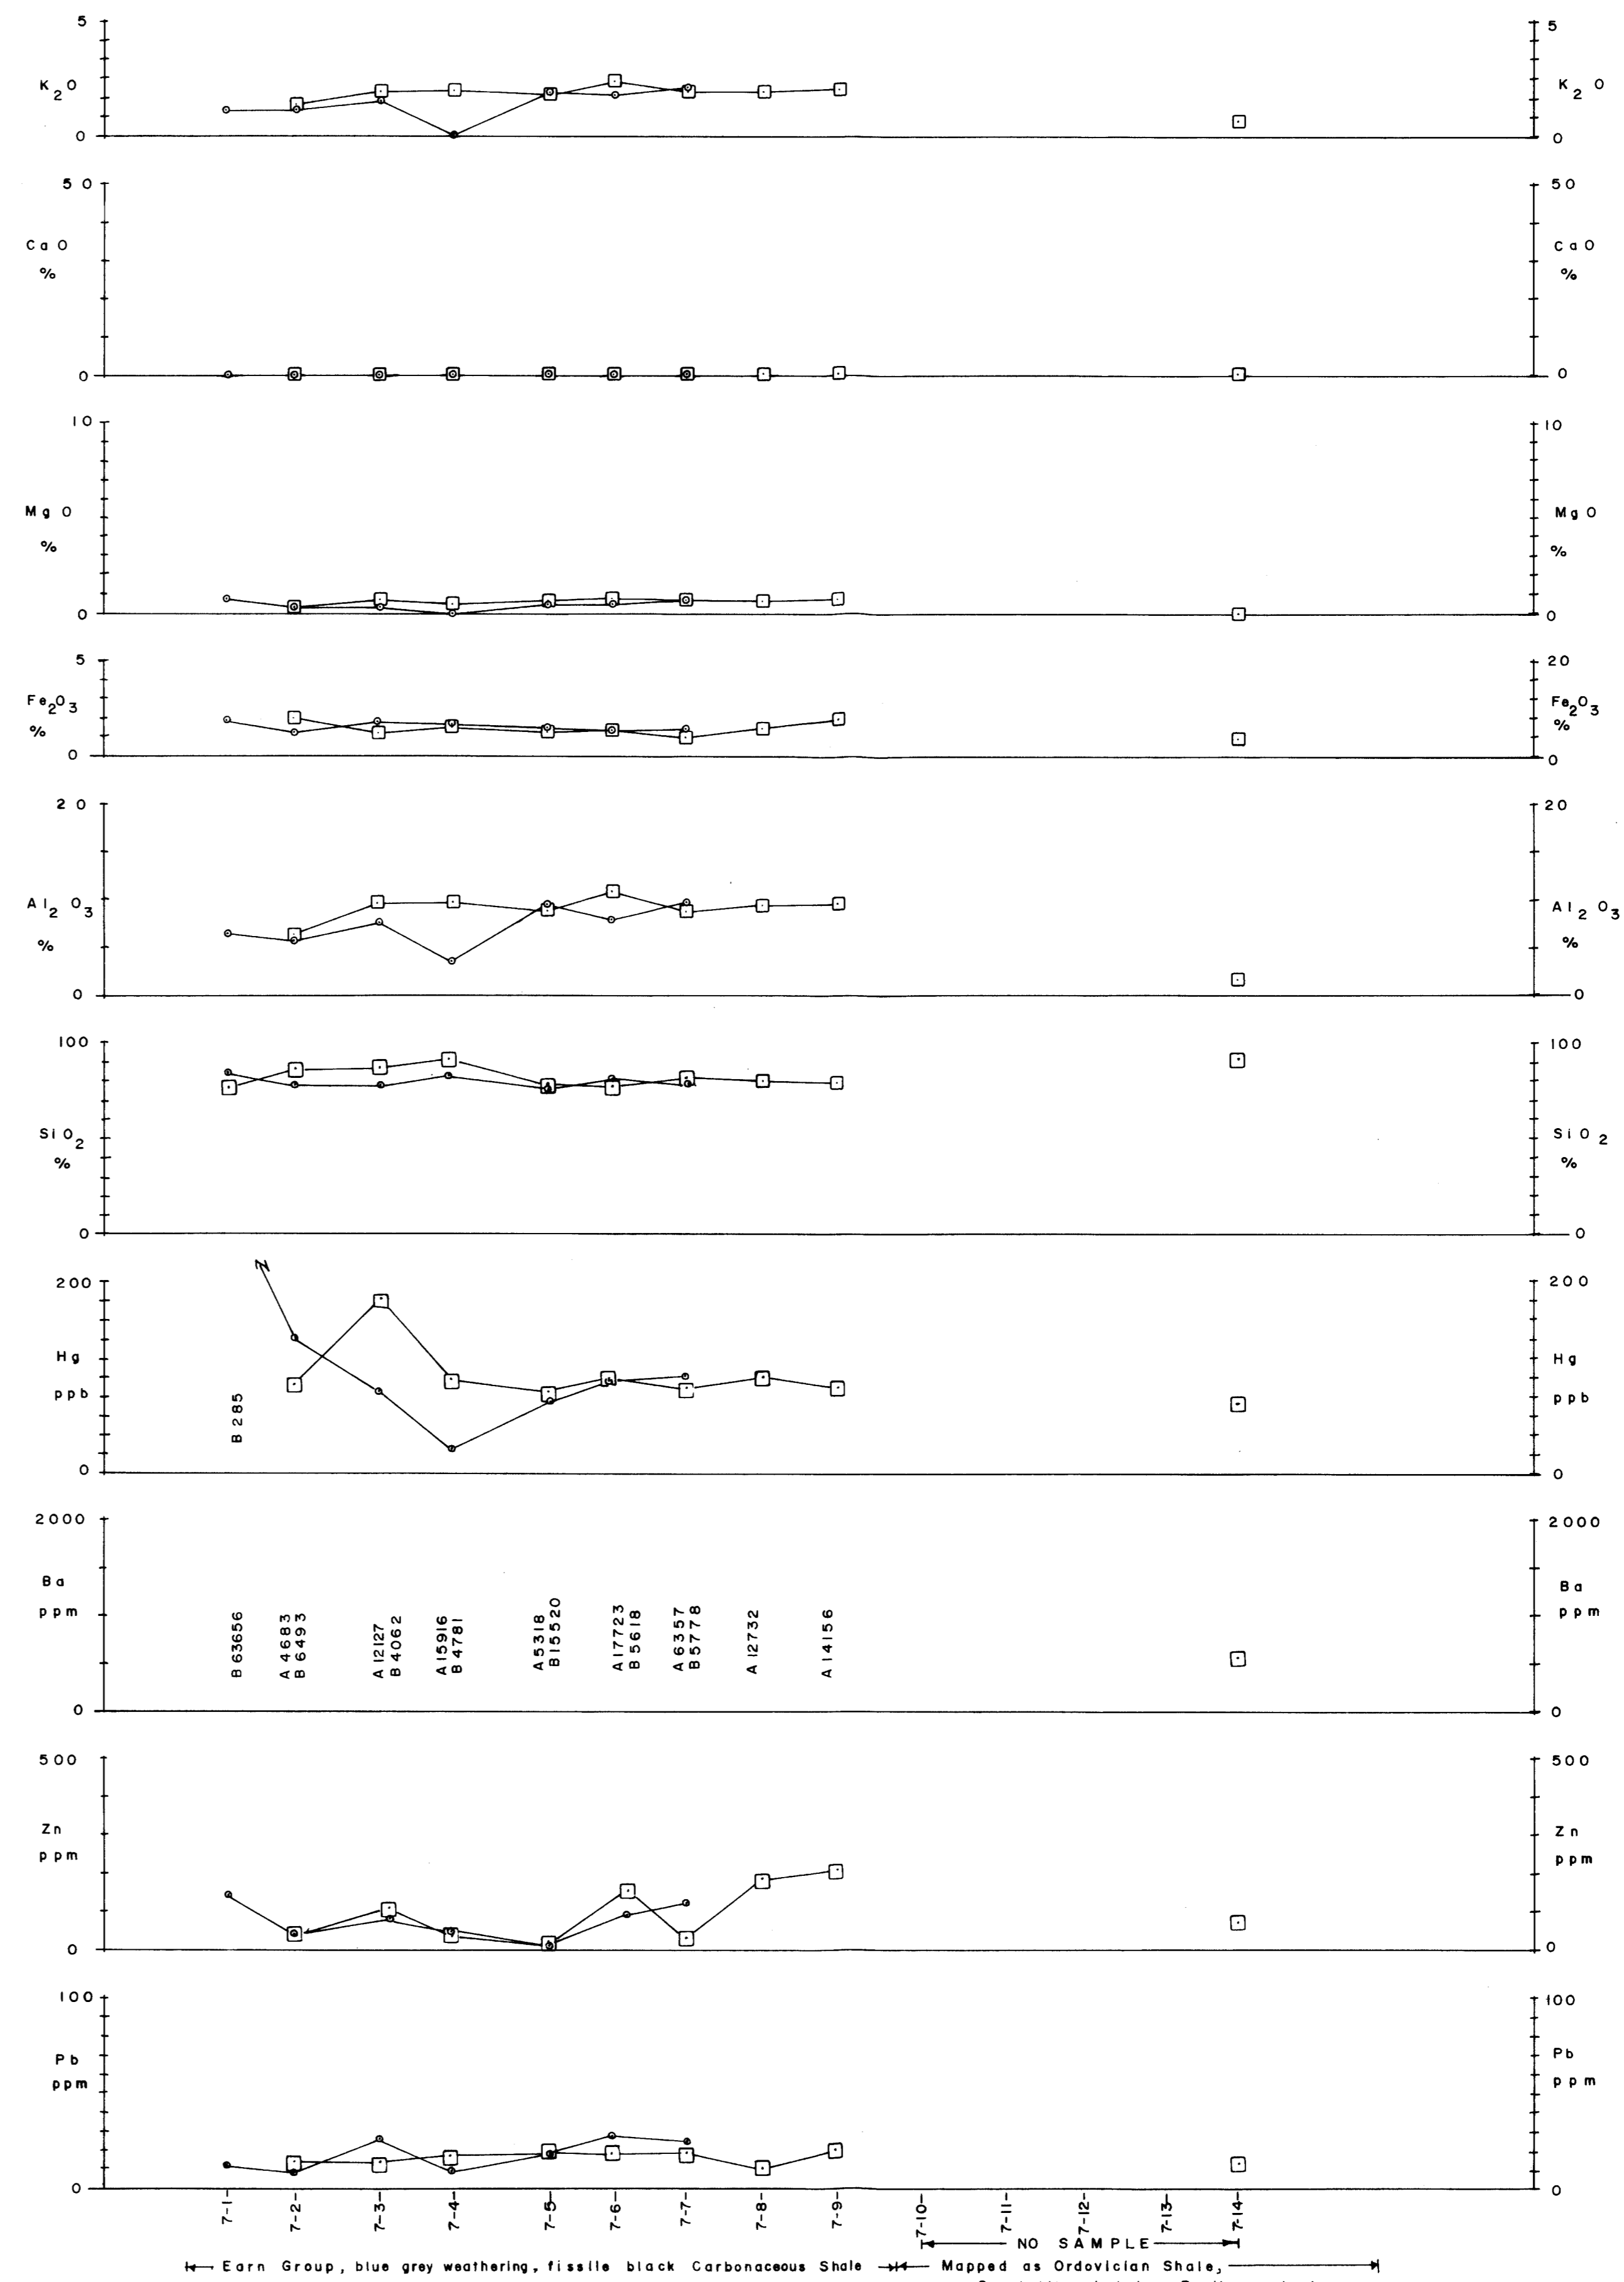 5 5
K2O K2O
0 0
50 50
CaO CaO
% %
0 0
10 10
MgO MgO
% %
0 0
5 20
Fe2O3 Fe2O3
% %
0 0
20 20
Al2O3 Al2O3
% %
0 0
100 100
SiO2 SiO2
% %
0 0
200 200
Hg Hg
ppb ppb
B 285
0 0
2000 2000
Ba Ba
ppm ppm
B 63656
A 4683
B 6493
A 12127
B 4062
A 15916
B 4781
A 5318
B 15520
A 17723
B 5618
A 6357
B 5778
A 12732
A 14156
0 0
500 500
Zn Zn
ppm ppm
0 0
100 100
Pb Pb
ppm ppm
0 0
7-1 7-2 7-3 7-4 7-5 7-6 7-7 7-8 7-9 7-10 7-11 7-12 7-13 7-14
NO SAMPLE
Earn Group, blue grey weathering, fissile black Carbonaceous Shale Mapped as Ordovician Shale,